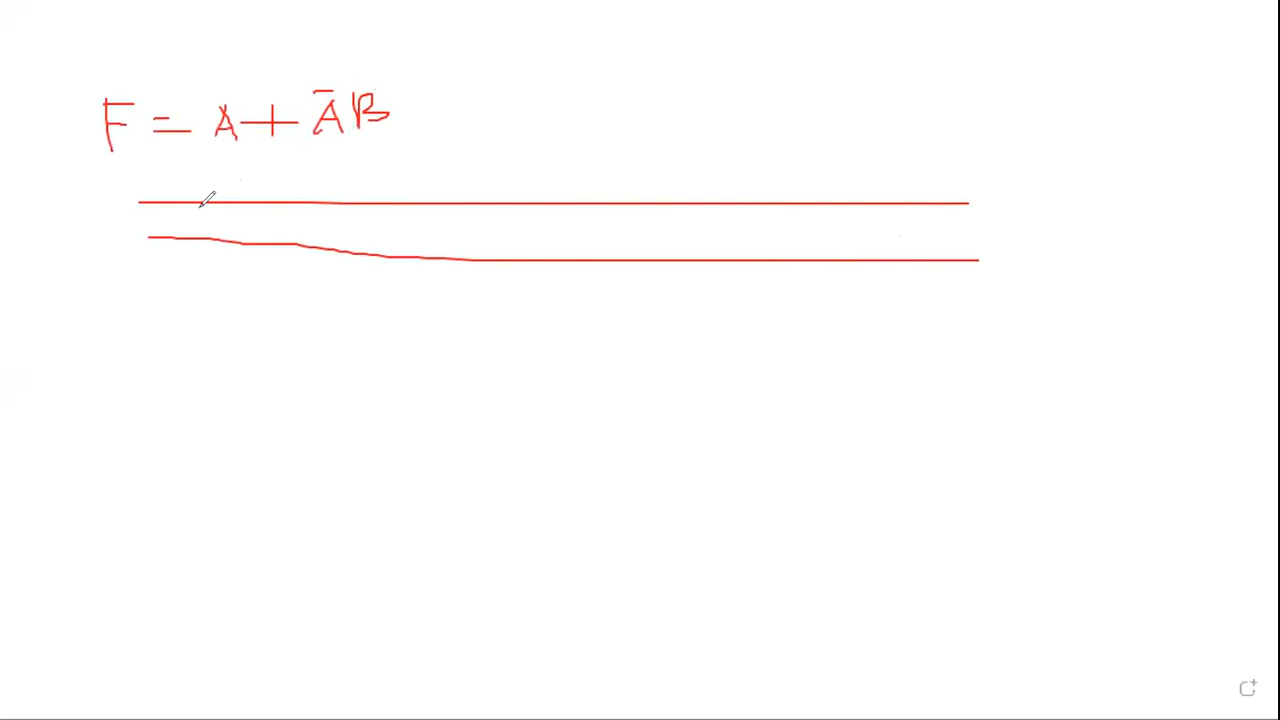 F = A + ĀB